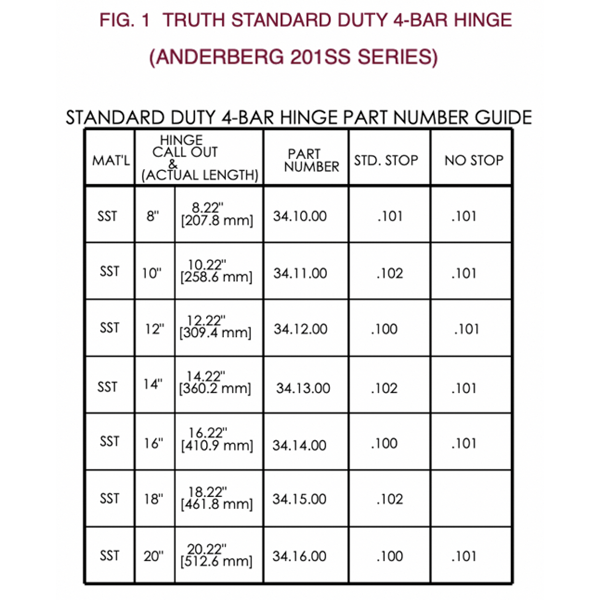 FIG. 1 TRUTH STANDARD DUTY 4-BAR HINGE
(ANDERBERG 201SS SERIES)
STANDARD DUTY 4-BAR HINGE PART NUMBER GUIDE
MAT'L HINGE CALL OUT & (ACTUAL LENGTH) PART NUMBER STD. STOP NO STOP
SST 8" 8.22" [207.8 mm] 34.10.00 .101 .101
SST 10" 10.22" [258.6 mm] 34.11.00 .102 .101
SST 12" 12.22" [309.4 mm] 34.12.00 .100 .101
SST 14" 14.22" [360.2 mm] 34.13.00 .102 .101
SST 16" 16.22" [410.9 mm] 34.14.00 .100 .101
SST 18" 18.22" [461.8 mm] 34.15.00 .102
SST 20" 20.22" [512.6 mm] 34.16.00 .100 .101